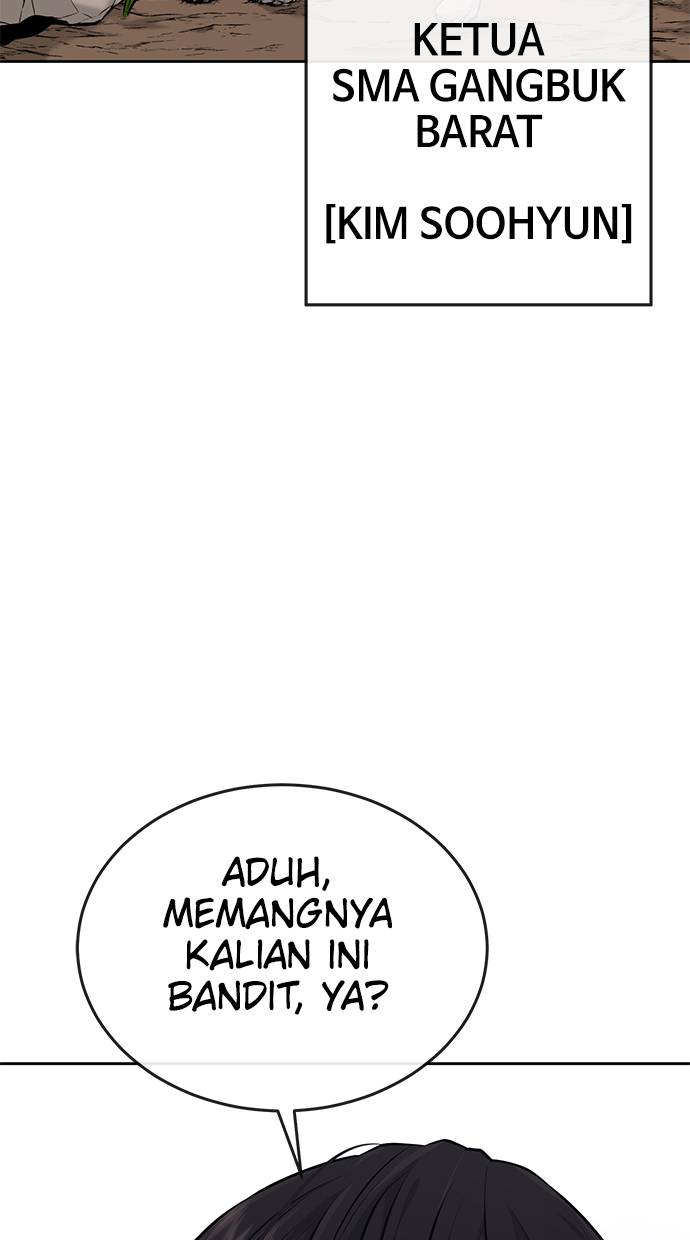 KETUA
SMA GANGBUK
BARAT
[KIM SOOHYUN]
ADUH,
MEMANGNYA
KALIAN INI
BANDIT, YA?